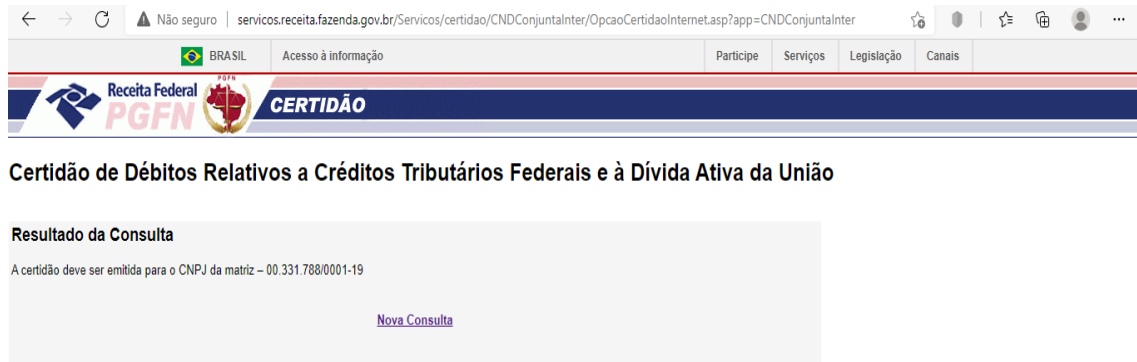 Não seguro servicos.receita.fazenda.gov.br/Servicos/certidao/CNDConjuntaInter/OpcaoCertidaoInternet.asp?app=CNDConjuntaInter
BRASIL Acesso à informação Participe Serviços Legislação Canais
PGFN
Receita Federal
PGFN
CERTIDÃO
Certidão de Débitos Relativos a Créditos Tributários Federais e à Dívida Ativa da União
Resultado da Consulta
A certidão deve ser emitida para o CNPJ da matriz – 00.331.788/0001-19
Nova Consulta